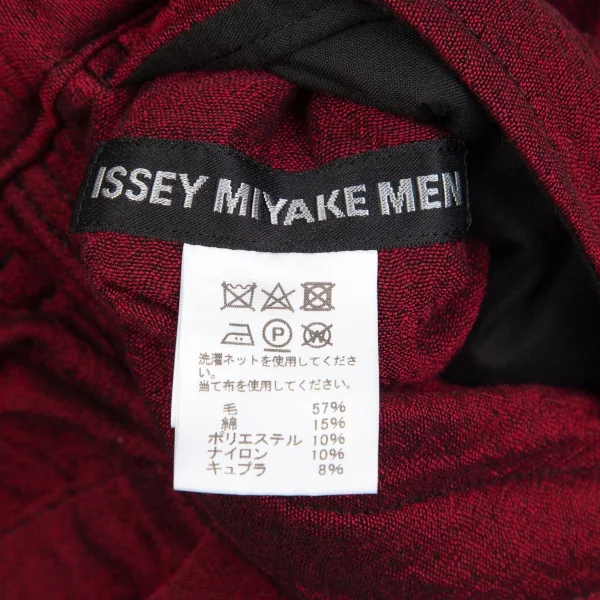 ISSEY MIYAKE MEN
P W
洗濯ネットを使用してくださ
い。
当て布を使用してください。
毛 57%
綿 15%
ポリエステル 10%
ナイロン 10%
キュプラ 8%